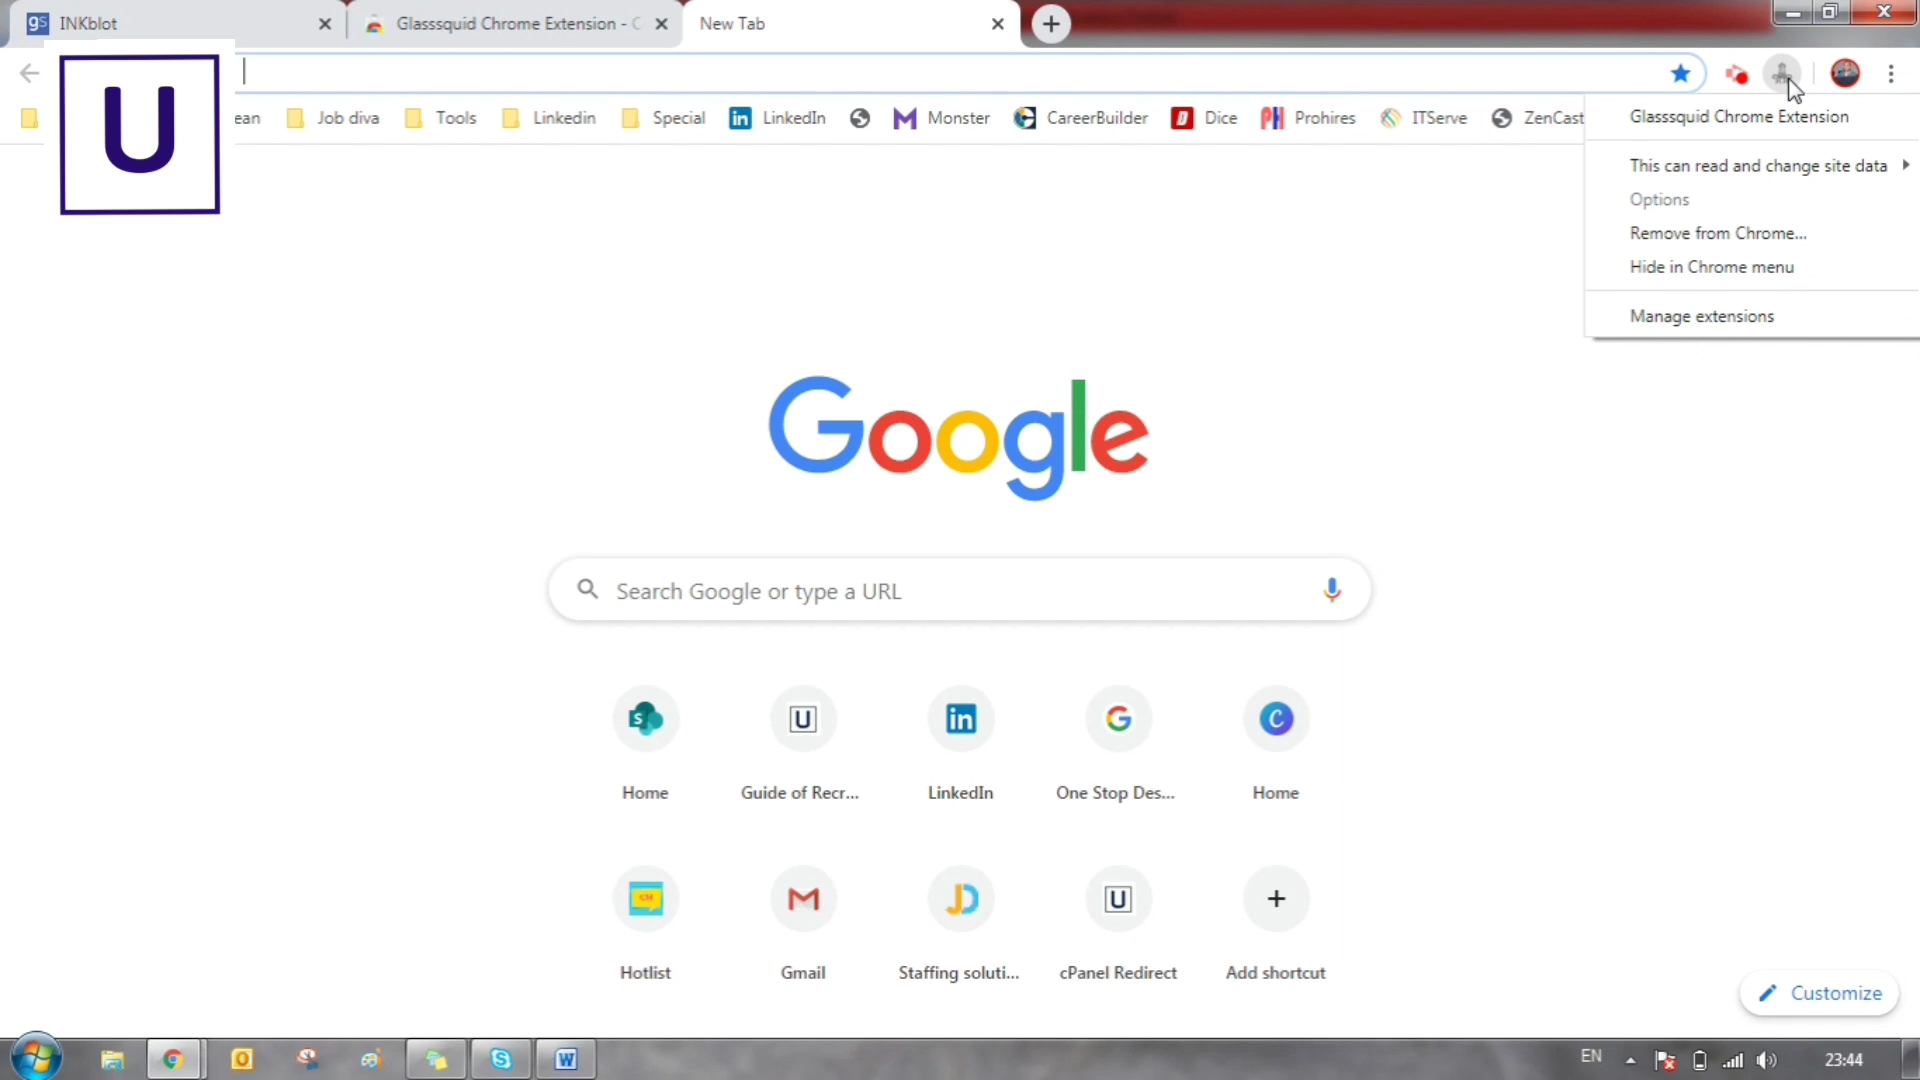 gs INKblot
Glasssquid Chrome Extension - C
New Tab
U
ean
Job diva
Tools
Linkedin
Special
in LinkedIn
Monster
CareerBuilder
Dice
Prohires
ITServe
ZenCast
Glasssquid Chrome Extension
This can read and change site data
Options
Remove from Chrome...
Hide in Chrome menu
Manage extensions
Google
Search Google or type a URL
Home
Guide of Recr...
LinkedIn
One Stop Des...
Home
Hotlist
Gmail
Staffing soluti...
cPanel Redirect
Add shortcut
Customize
EN
23:44